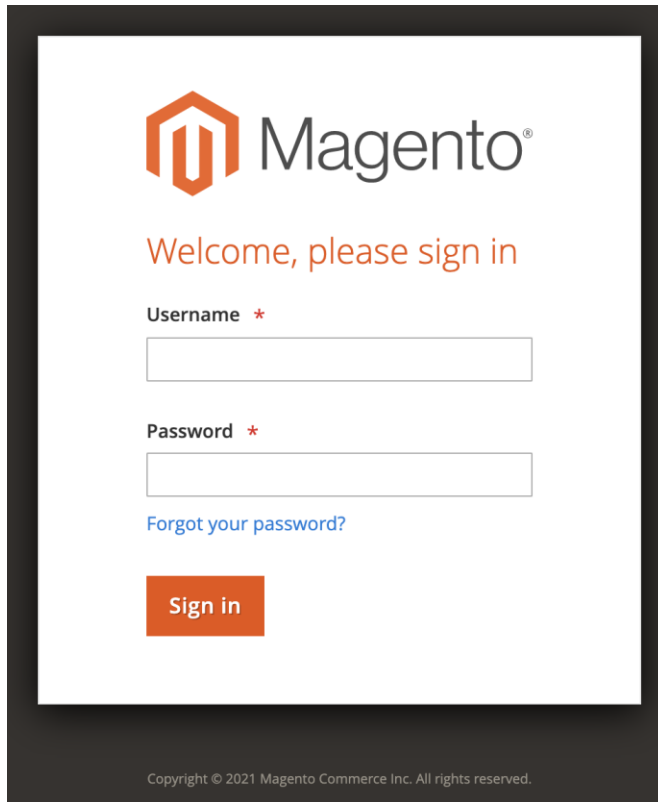 Magento®
Welcome, please sign in
Username *
Password *
Forgot your password?
Sign in
Copyright © 2021 Magento Commerce Inc. All rights reserved.